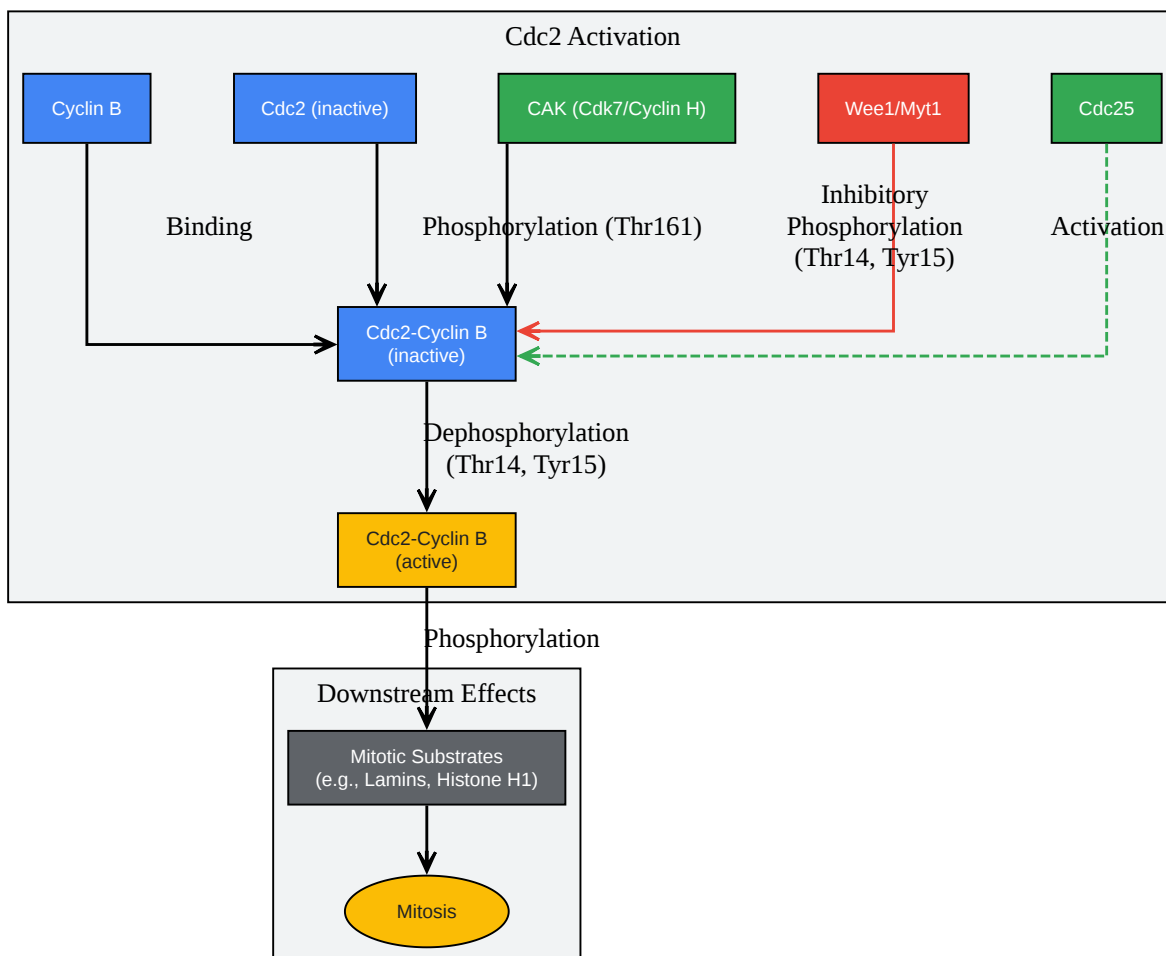 Cdc2 Activation
Cyclin B
Cdc2 (inactive)
CAK (Cdk7/Cyclin H)
Wee1/Myt1
Cdc25
Binding
Phosphorylation (Thr161)
Inhibitory
Phosphorylation
(Thr14, Tyr15)
Activation
Cdc2-Cyclin B
(inactive)
Dephosphorylation
(Thr14, Tyr15)
Cdc2-Cyclin B
(active)
Phosphorylation
Downstream Effects
Mitotic Substrates
(e.g., Lamins, Histone H1)
Mitosis